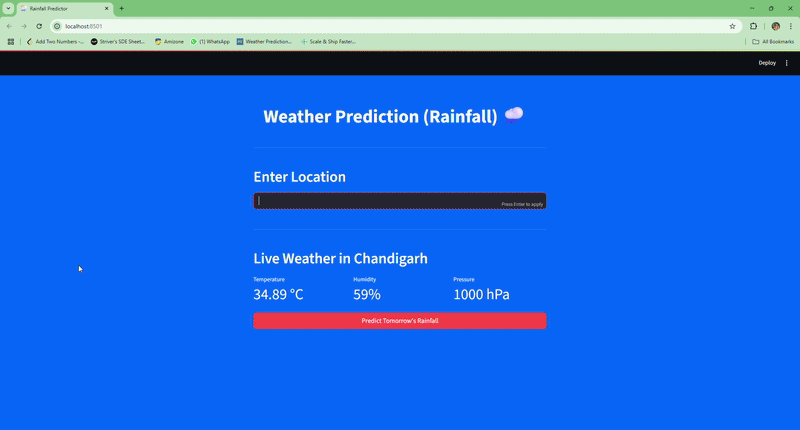 Rainfall Predictor
localhost:8501
Add Two Numbers -...
Striver's SDE Sheet...
Amizone
(1) WhatsApp
Weather Prediction...
Scale & Ship Faster...
All Bookmarks
Deploy
Weather Prediction (Rainfall)
Enter Location
Press Enter to apply
Live Weather in Chandigarh
Temperature Humidity Pressure
34.89 °C 59% 1000 hPa
Predict Tomorrow's Rainfall